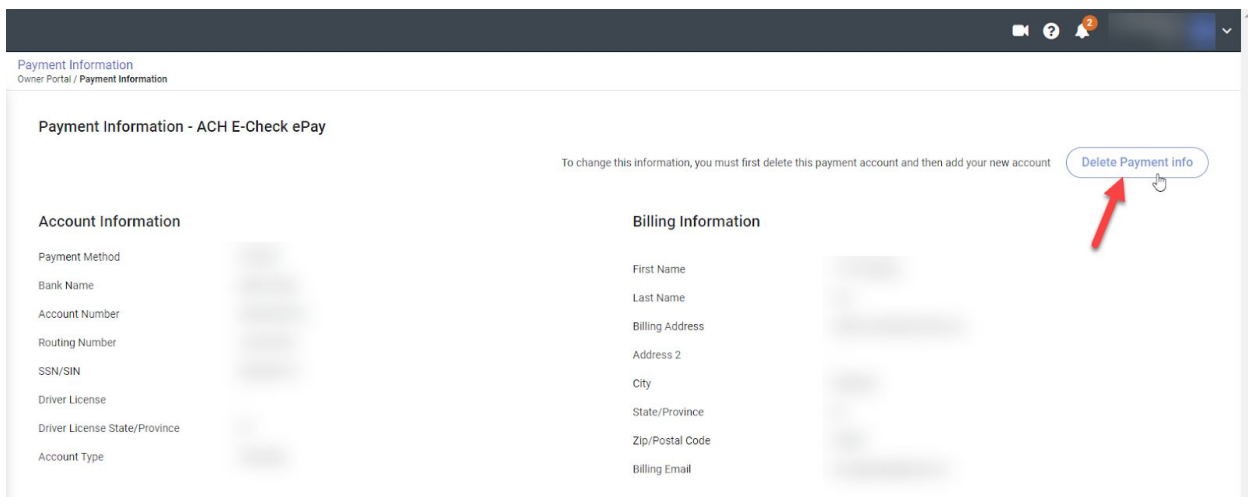 2
Payment Information
Owner Portal / Payment Information
Payment Information - ACH E-Check ePay
To change this information, you must first delete this payment account and then add your new account
Delete Payment info
Account Information
Payment Method
Bank Name
Account Number
Routing Number
SSN/SIN
Driver License
Driver License State/Province
Account Type
Billing Information
First Name
Last Name
Billing Address
Address 2
City
State/Province
Zip/Postal Code
Billing Email